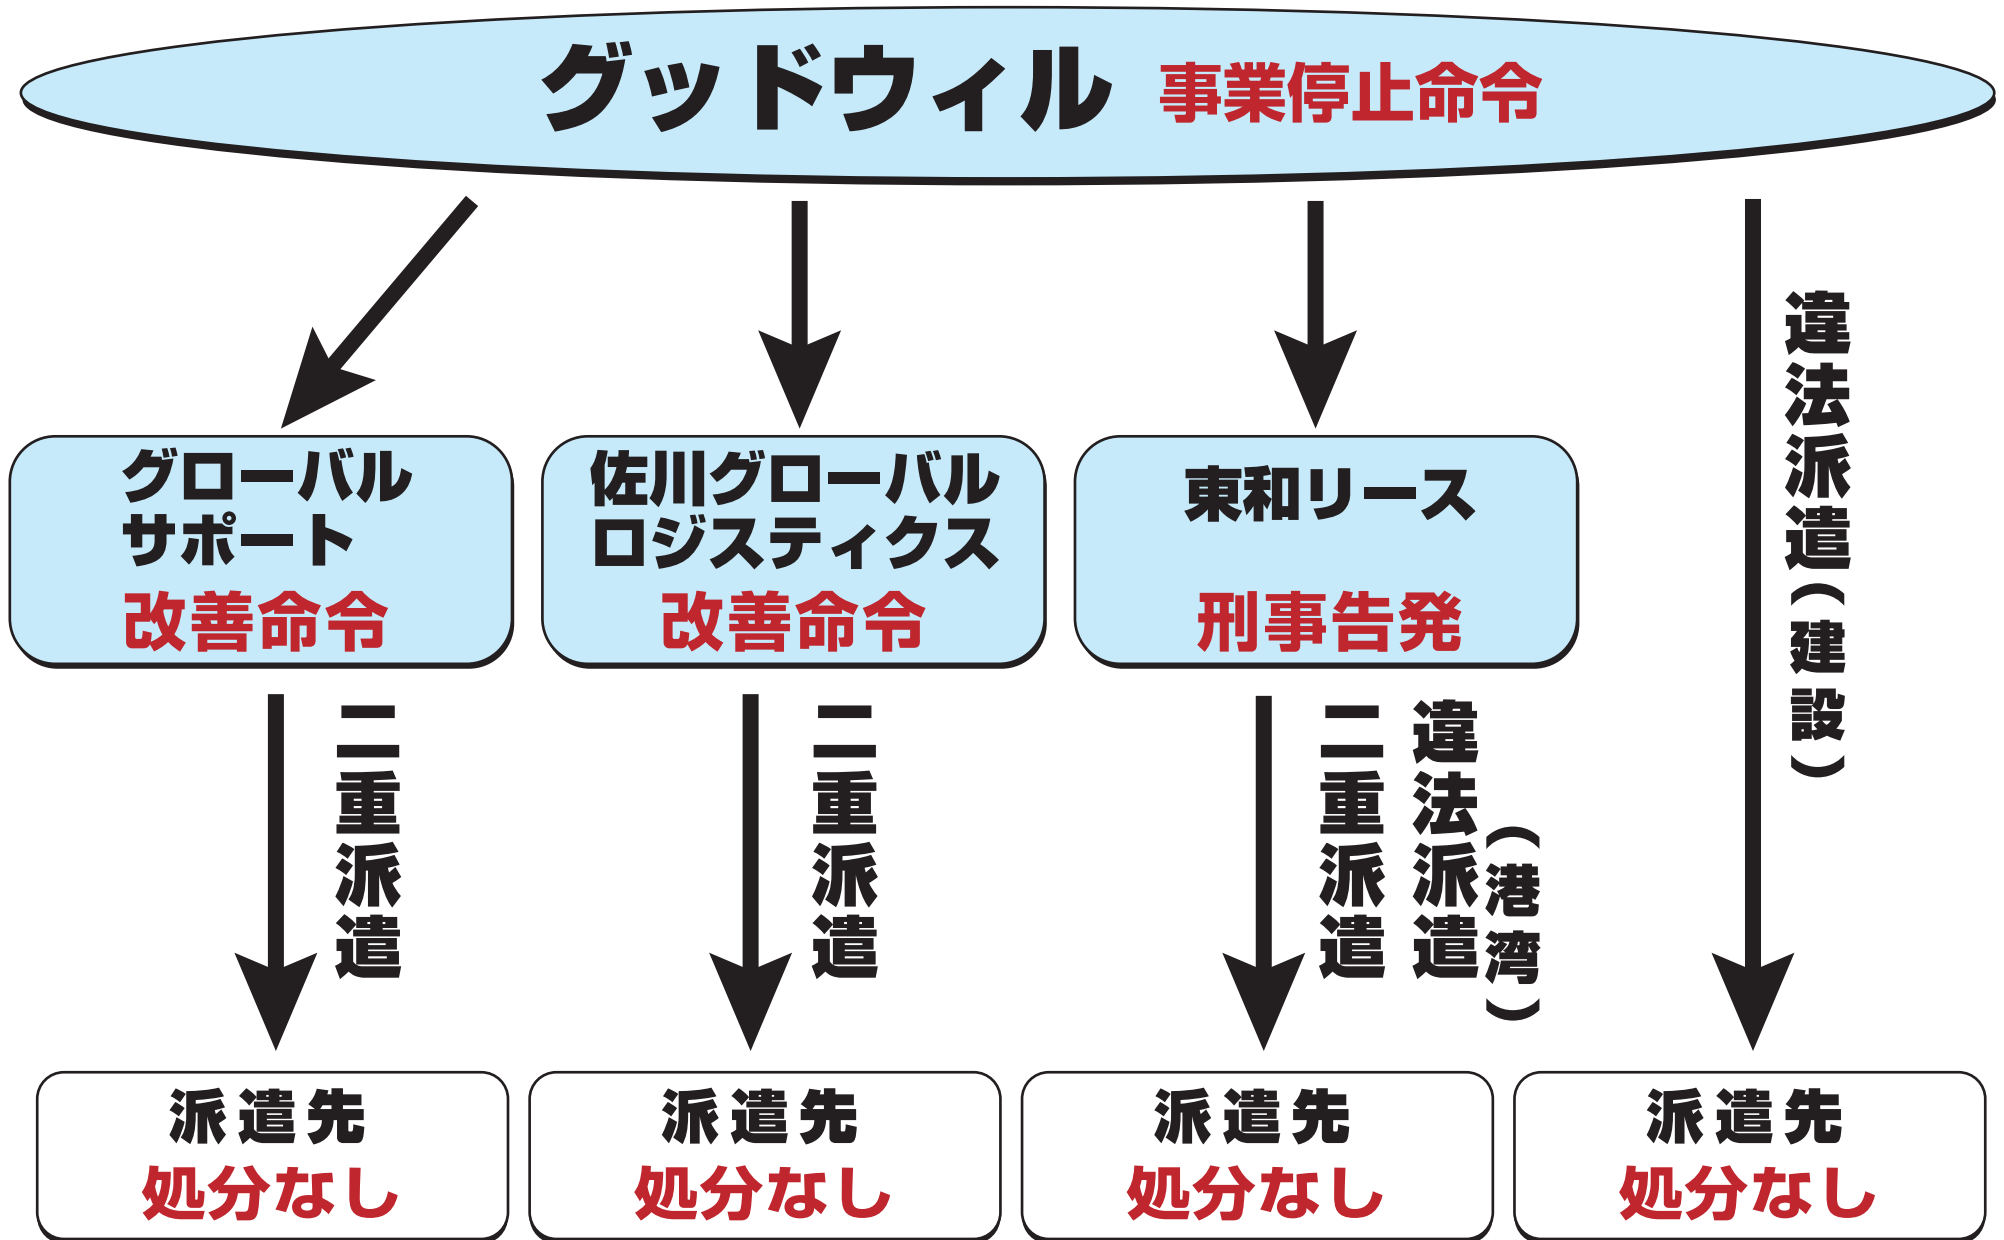 グッドウィル 事業停止命令
グローバル
サポート
改善命令
佐川グローバル
ロジスティクス
改善命令
東和リース
刑事告発
違法派遣(建設)
二重派遣
二重派遣
違法派遣(港湾)
二重派遣
派遣先
処分なし
派遣先
処分なし
派遣先
処分なし
派遣先
処分なし